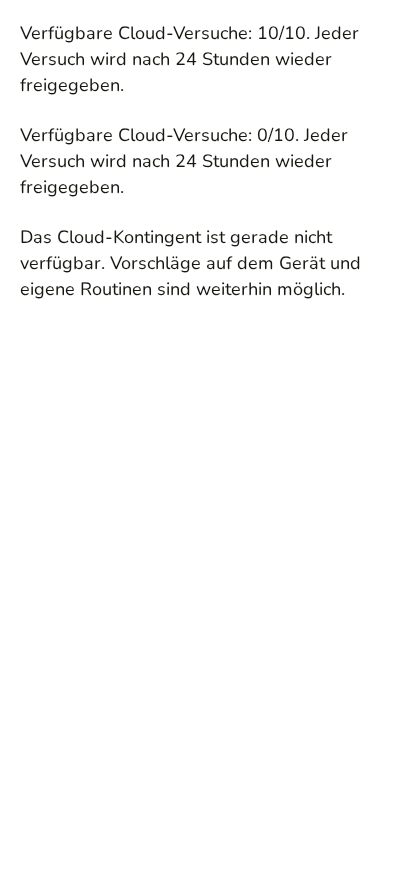 Verfügbare Cloud-Versuche: 10/10. Jeder
Versuch wird nach 24 Stunden wieder
freigegeben.
Verfügbare Cloud-Versuche: 0/10. Jeder
Versuch wird nach 24 Stunden wieder
freigegeben.
Das Cloud-Kontingent ist gerade nicht
verfügbar. Vorschläge auf dem Gerät und
eigene Routinen sind weiterhin möglich.